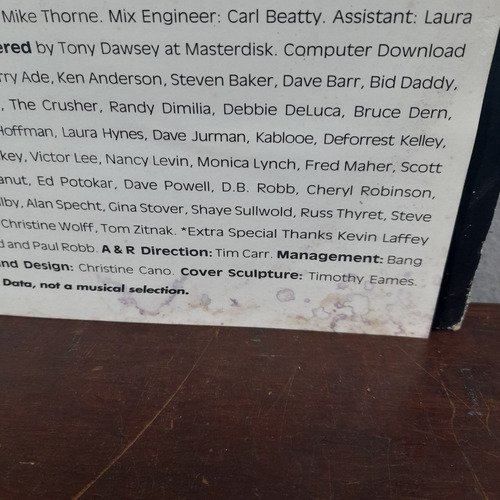 Mike Thorne. Mix Engineer: Carl Beatty. Assistant: Laura
ered by Tony Dawsey at Masterdisk. Computer Download
rry Ade, Ken Anderson, Steven Baker, Dave Barr, Bid Daddy,
, The Crusher, Randy Dimilia, Debbie DeLuca, Bruce Dern,
Hoffman, Laura Hynes, Dave Jurman, Kablooe, Deforrest Kelley,
key, Victor Lee, Nancy Levin, Monica Lynch, Fred Maher, Scott
anut, Ed Potokar, Dave Powell, D.B. Robb, Cheryl Robinson,
lby, Alan Specht, Gina Stover, Shaye Sullwold, Russ Thyret, Steve
Christine Wolff, Tom Zitnak. *Extra Special Thanks Kevin Laffey
d and Paul Robb. A & R Direction: Tim Carr. Management: Bang
nd Design: Christine Cano. Cover Sculpture: Timothy Eames.
Data, not a musical selection.